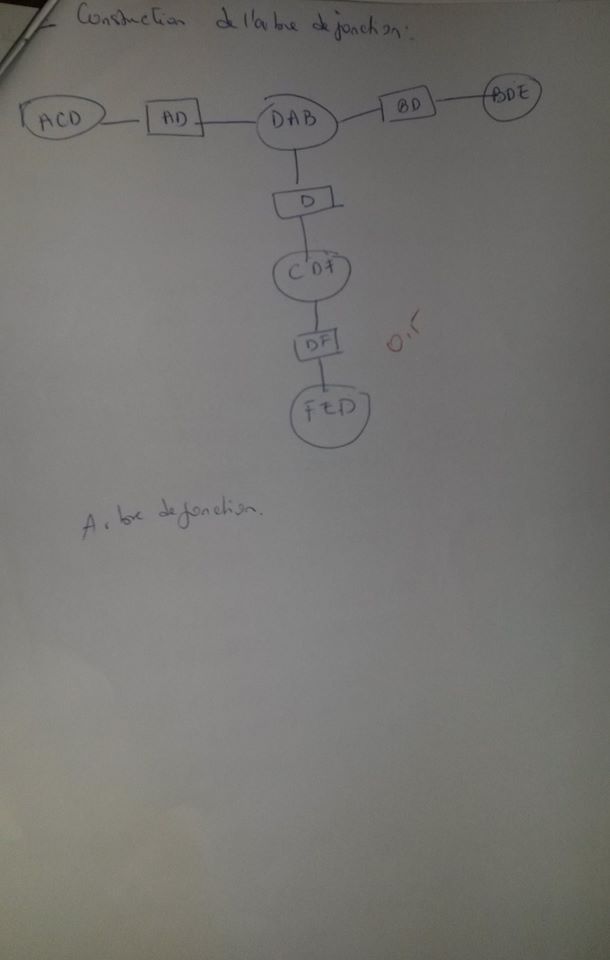 - Construction de l'arbre de jonction:
ACD AD DAB BD BDE
D
CDF
DF
0.5
FED
Arbre de jonction.